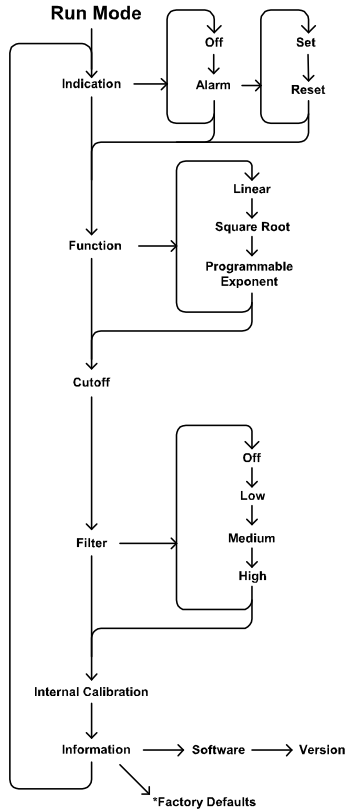 Run Mode
Off
Set
Indication
Alarm
Reset
Linear
Function
Square Root
Programmable
Exponent
Cutoff
Off
Low
Filter
Medium
High
Internal Calibration
Information
Software
Version
*Factory Defaults